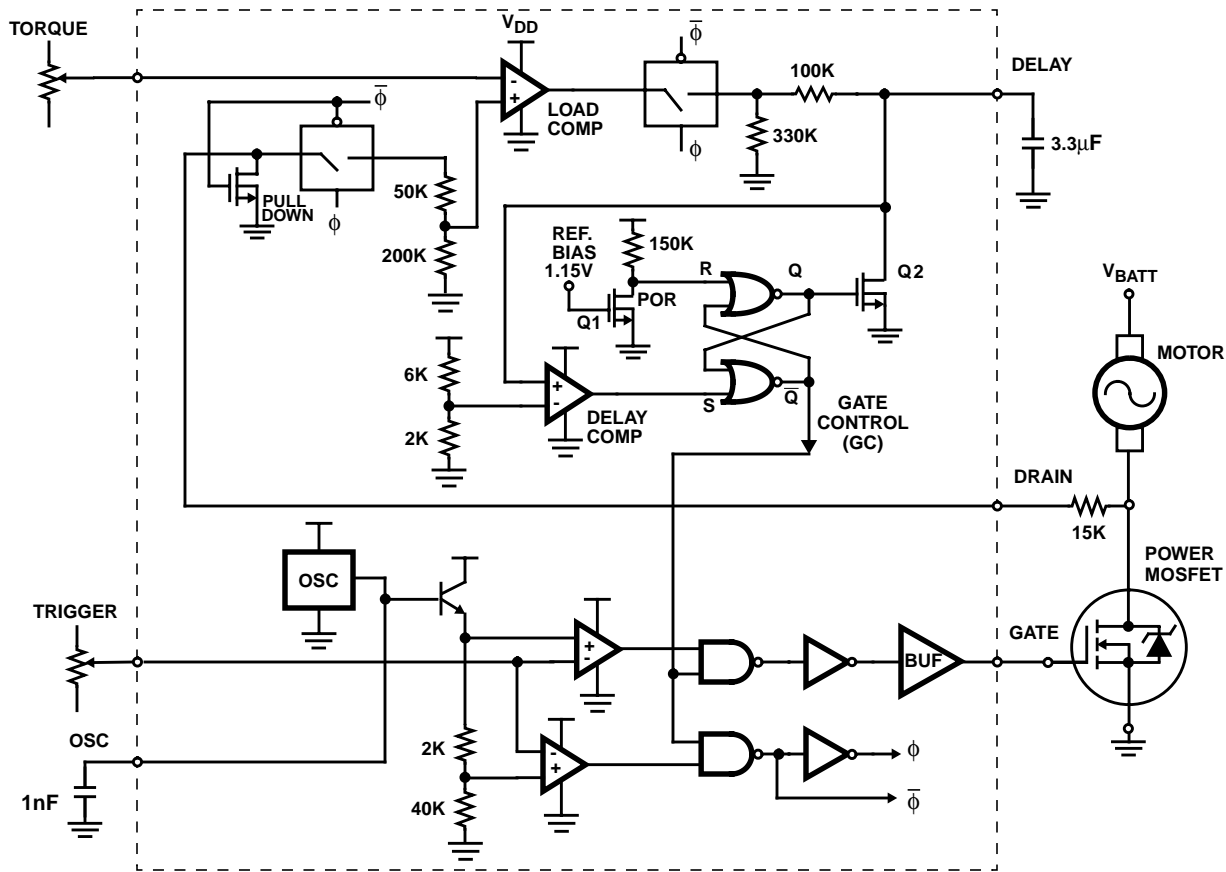 TORQUE
V_DD
φ̅
φ̅
LOAD
COMP
φ
100K
330K
DELAY
3.3µF
PULL
DOWN
φ
50K
200K
REF.
BIAS
1.15V
Q1
150K
POR
R
Q
Q2
S
Q̅
6K
2K
DELAY
COMP
GATE
CONTROL
(GC)
V_BATT
MOTOR
DRAIN
15K
POWER
MOSFET
OSC
TRIGGER
+
-
-
+
+
-
+
-
-
+
GATE
BUF
OSC
1nF
2K
40K
φ
φ̅